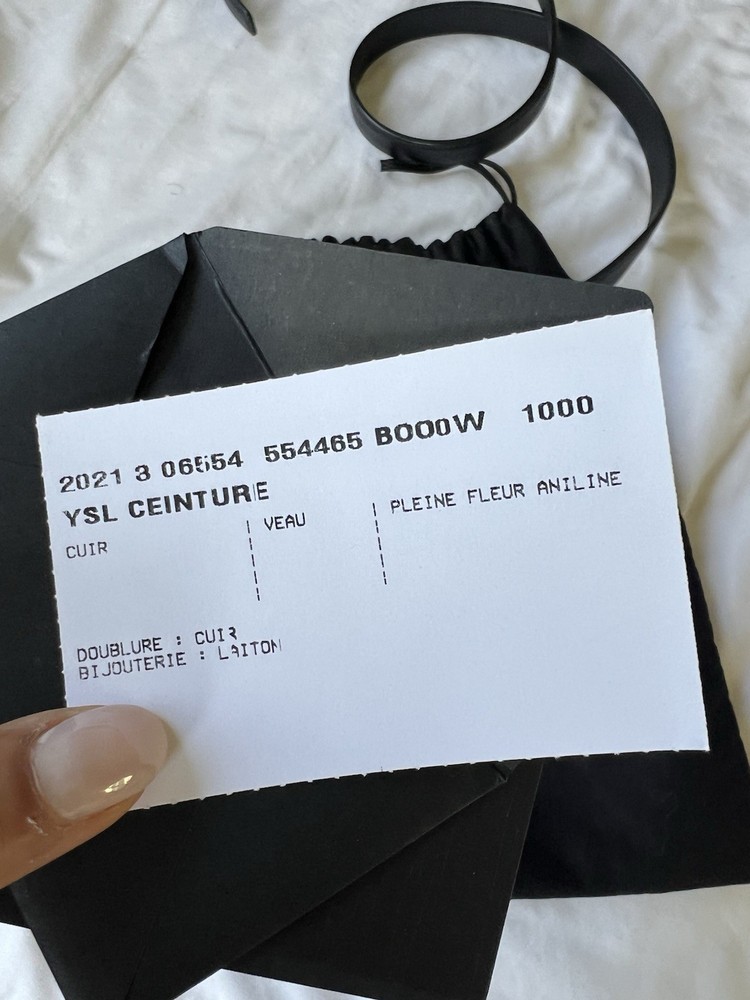 2021 3 06554 554465 BOO0W 1000
YSL CEINTURE
CUIR | VEAU | PLEINE FLEUR ANILINE
DOUBLURE : CUIR
BIJOUTERIE : LAITON